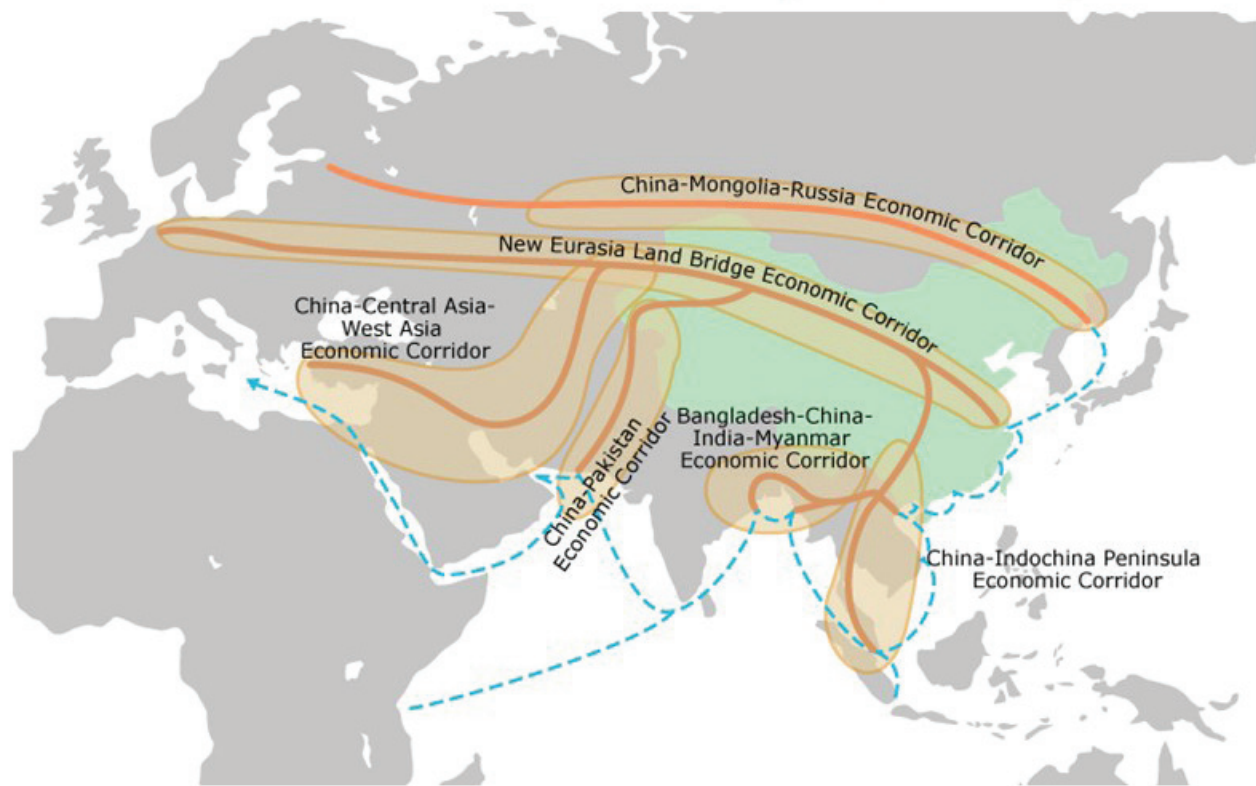 China-Mongolia-Russia Economic Corridor
New Eurasia Land Bridge Economic Corridor
China-Central Asia-
West Asia
Economic Corridor
China-Pakistan
Economic Corridor
Bangladesh-China-
India-Myanmar
Economic Corridor
China-Indochina Peninsula
Economic Corridor